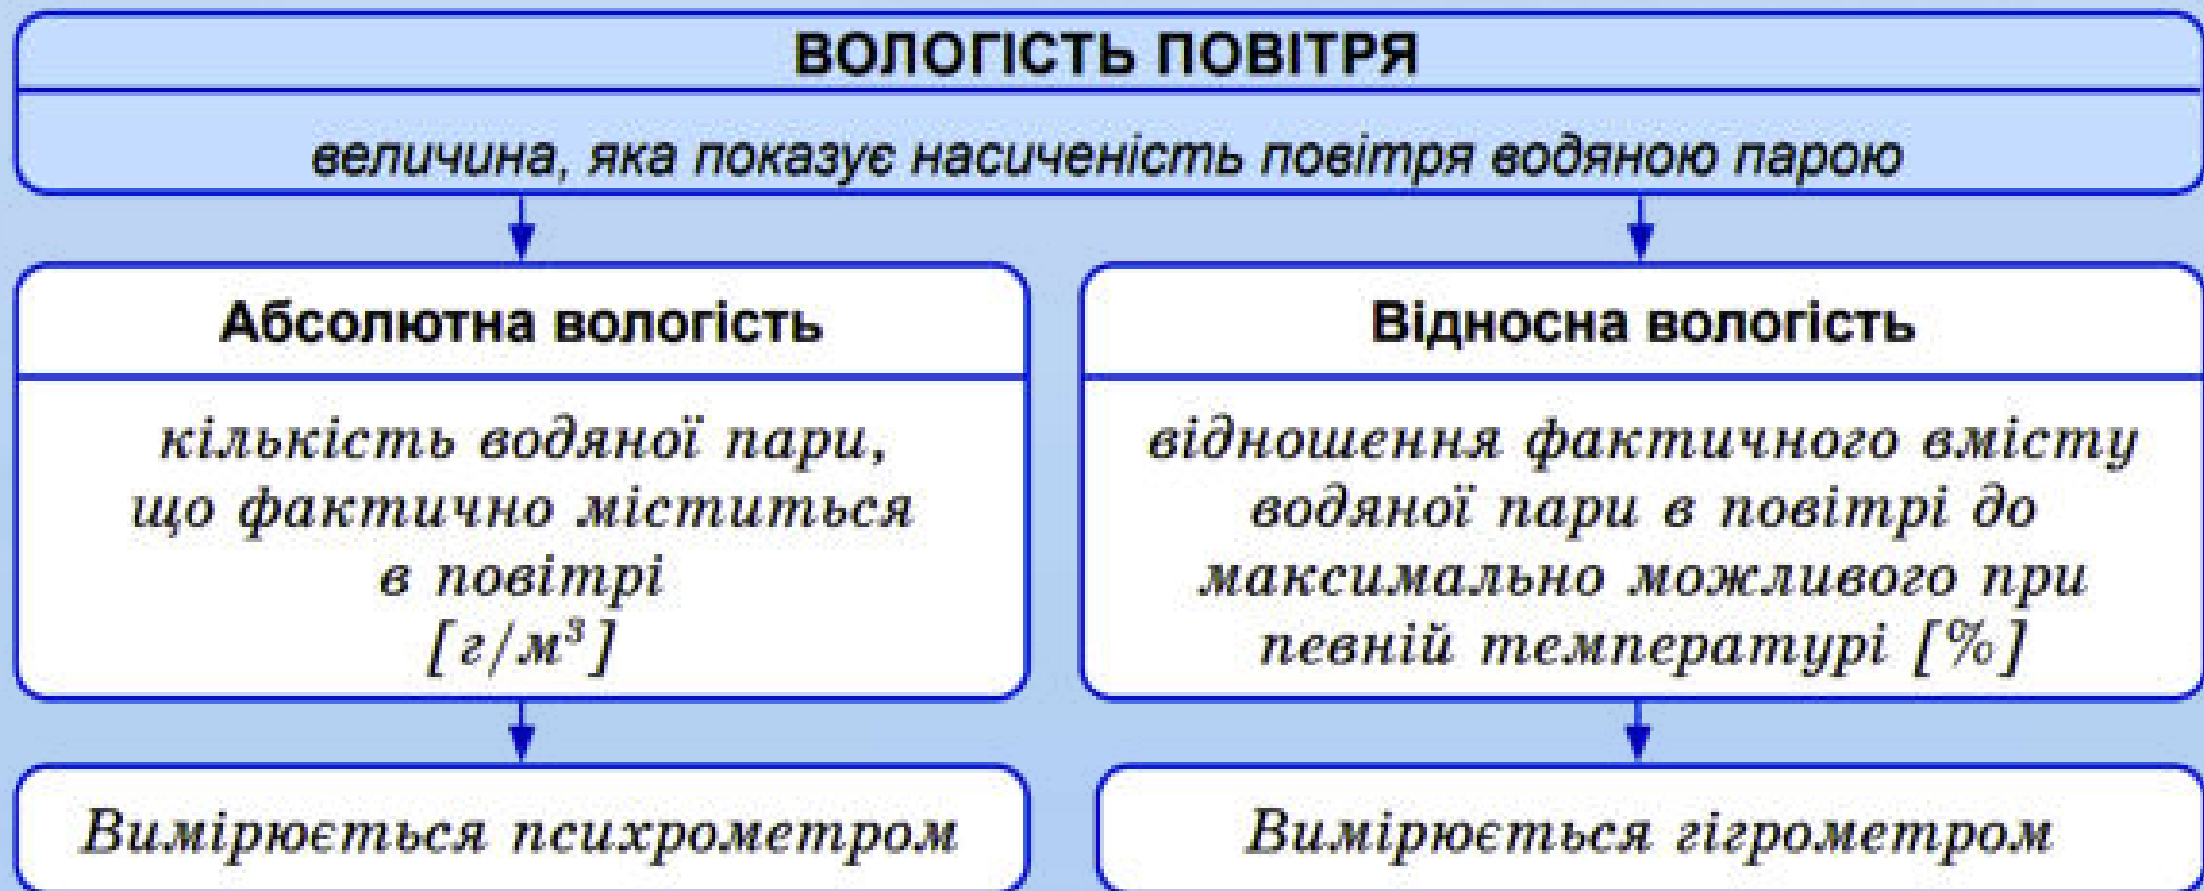 ВОЛОГІСТЬ ПОВІТРЯ
величина, яка показує насиченість повітря водяною парою
Абсолютна вологість
кількість водяної пари,
що фактично міститься
в повітрі
[г/м³]
Вимірюється психрометром
Відносна вологість
відношення фактичного вмісту
водяної пари в повітрі до
максимально можливого при
певній температурі [%]
Вимірюється гігрометром